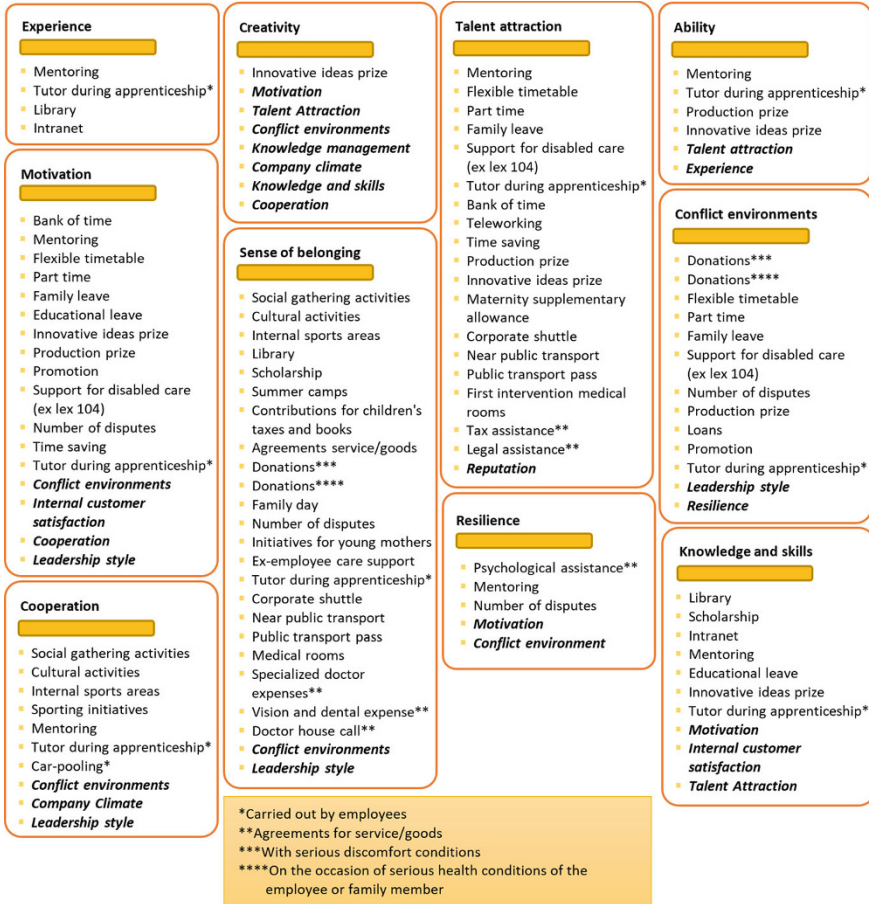 Experience
Mentoring
Tutor during apprenticeship*
Library
Intranet
Motivation
Bank of time
Mentoring
Flexible timetable
Part time
Family leave
Educational leave
Innovative ideas prize
Production prize
Promotion
Support for disabled care
(ex lex 104)
Number of disputes
Time saving
Tutor during apprenticeship*
Conflict environments
Internal customer
satisfaction
Cooperation
Leadership style
Cooperation
Social gathering activities
Cultural activities
Internal sports areas
Sporting initiatives
Mentoring
Tutor during apprenticeship*
Car-pooling*
Conflict environments
Company Climate
Leadership style
Creativity
Innovative ideas prize
Motivation
Talent Attraction
Conflict environments
Knowledge management
Company climate
Knowledge and skills
Cooperation
Sense of belonging
Social gathering activities
Cultural activities
Internal sports areas
Library
Scholarship
Summer camps
Contributions for children's
taxes and books
Agreements service/goods
Donations***
Donations****
Family day
Number of disputes
Initiatives for young mothers
Ex-employee care support
Tutor during apprenticeship*
Corporate shuttle
Near public transport
Public transport pass
Medical rooms
Specialized doctor
expenses**
Vision and dental expense**
Doctor house call**
Conflict environments
Leadership style
Talent attraction
Mentoring
Flexible timetable
Part time
Family leave
Support for disabled care
(ex lex 104)
Tutor during apprenticeship*
Bank of time
Teleworking
Time saving
Production prize
Innovative ideas prize
Maternity supplementary
allowance
Corporate shuttle
Near public transport
Public transport pass
First intervention medical
rooms
Tax assistance**
Legal assistance**
Reputation
Resilience
Psychological assistance**
Mentoring
Number of disputes
Motivation
Conflict environment
Ability
Mentoring
Tutor during apprenticeship*
Production prize
Innovative ideas prize
Talent attraction
Experience
Conflict environments
Donations***
Donations****
Flexible timetable
Part time
Family leave
Support for disabled care
(ex lex 104)
Number of disputes
Production prize
Loans
Promotion
Tutor during apprenticeship*
Leadership style
Resilience
Knowledge and skills
Library
Scholarship
Intranet
Mentoring
Educational leave
Innovative ideas prize
Tutor during apprenticeship*
Motivation
Internal customer
satisfaction
Talent Attraction
*Carried out by employees
**Agreements for service/goods
***With serious discomfort conditions
****On the occasion of serious health conditions of the
employee or family member